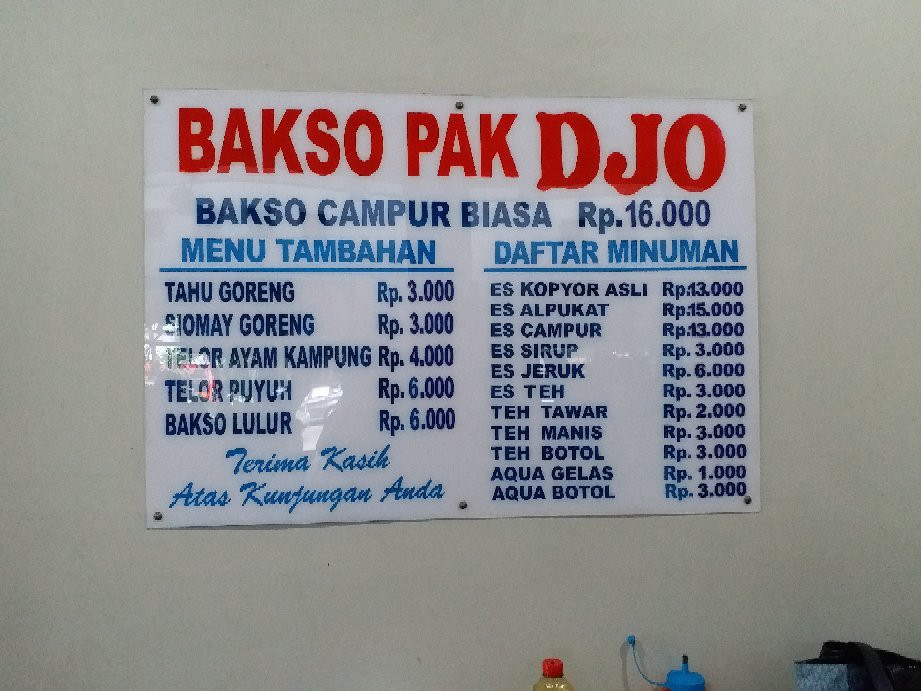 BAKSO PAK DJO
BAKSO CAMPUR BIASA Rp.16.000
MENU TAMBAHAN
TAHU GORENG Rp. 3.000
SIOMAY GORENG Rp. 3.000
TELOR AYAM KAMPUNG Rp. 4.000
TELOR PUYUH Rp. 6.000
BAKSO LULUR Rp. 6.000
Terima Kasih
Atas Kunjungan Anda
DAFTAR MINUMAN
ES KOPYOR ASLI Rp.13.000
ES ALPUKAT Rp.15.000
ES CAMPUR Rp.13.000
ES SIRUP Rp. 3.000
ES JERUK Rp. 6.000
ES TEH Rp. 3.000
TEH TAWAR Rp. 2.000
TEH MANIS Rp. 3.000
TEH BOTOL Rp. 3.000
AQUA GELAS Rp. 1.000
AQUA BOTOL Rp. 3.000